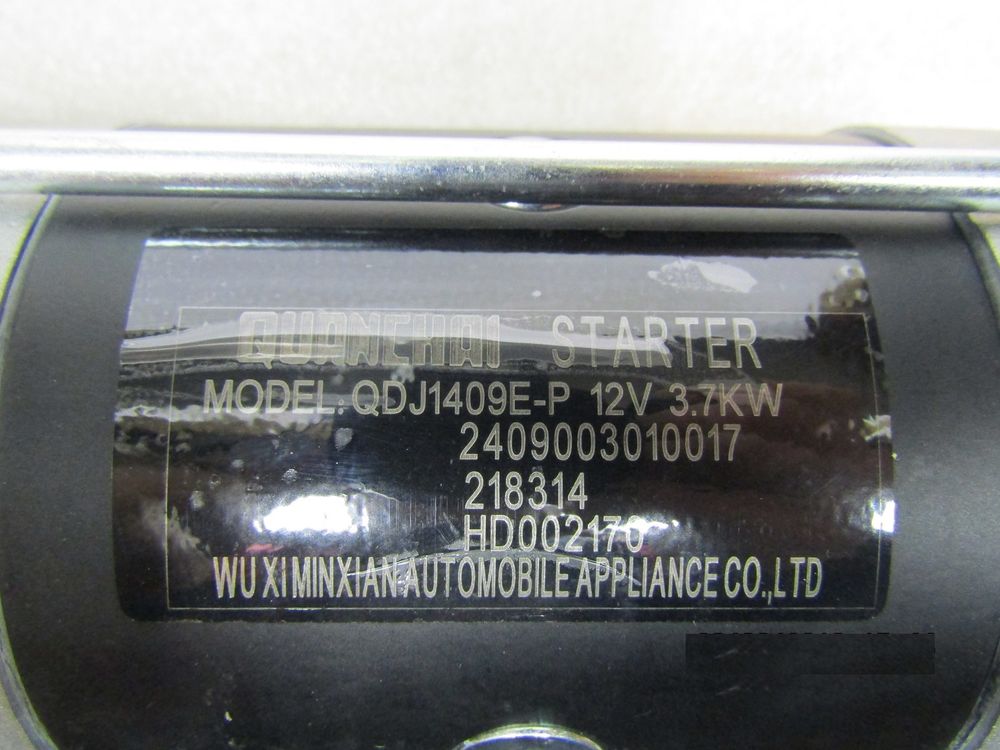 QUANCHAI STARTER
MODEL: QDJ1409E-P 12V 3.7KW
2409003010017
218314
HD002170
WU XI MINXIAN AUTOMOBILE APPLIANCE CO.,LTD